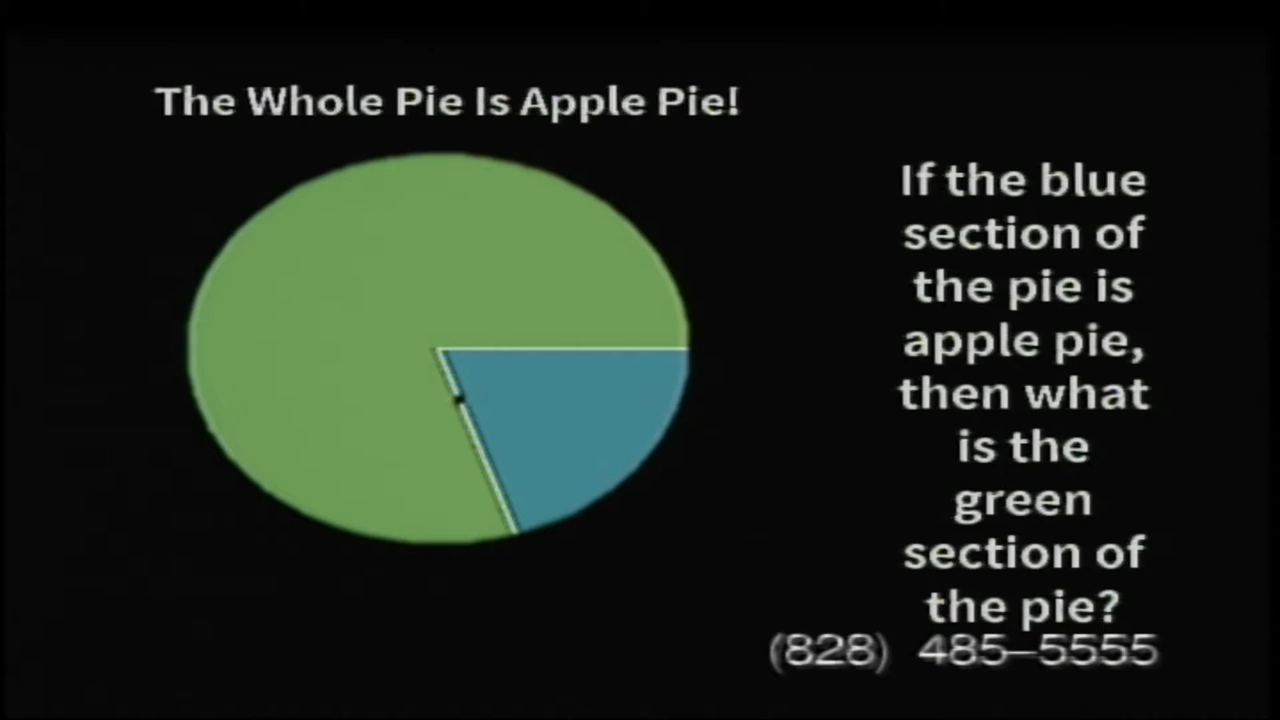 The Whole Pie Is Apple Pie!
If the blue
section of
the pie is
apple pie,
then what
is the
green
section of
the pie?
(828) 485-5555